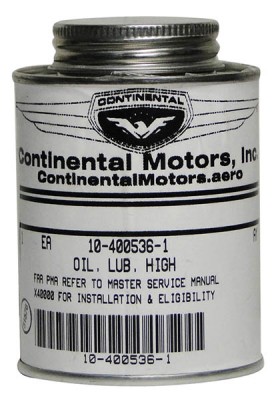 CONTINENTAL
Continental Motors, Inc.
ContinentalMotors.aero
EA 10-400536-1
OIL, LUB, HIGH
FAA PMA REFER TO MASTER SERVICE MANUAL
X40000 FOR INSTALLATION & ELIGIBILITY
10-400536-1